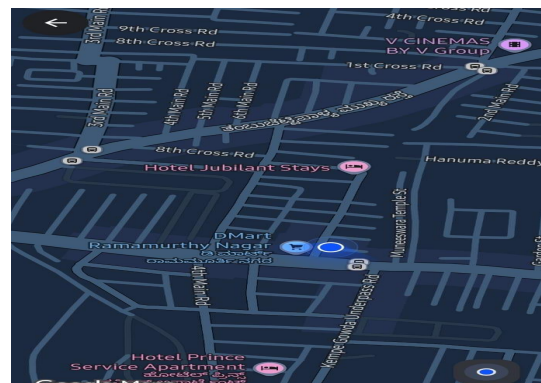 9th Cross Rd
8th Cross-Rd
3rd Main R
4th Cross Rd
V CINEMAS
BY V Group
1st Cross Rd
3rd Main Rd
4th Main Rd
5th Main Rd
6th Main Rd
2nd Main Rd
8th Cross Rd
Hotel Jubilant Stays
Hanuma Reddy
Muneeswara Temple St
DMart
Ramamurthy Nagar
4th Main Rd
Kempe Gowda Underpass Rd
Hotel Prince
Service Apartment